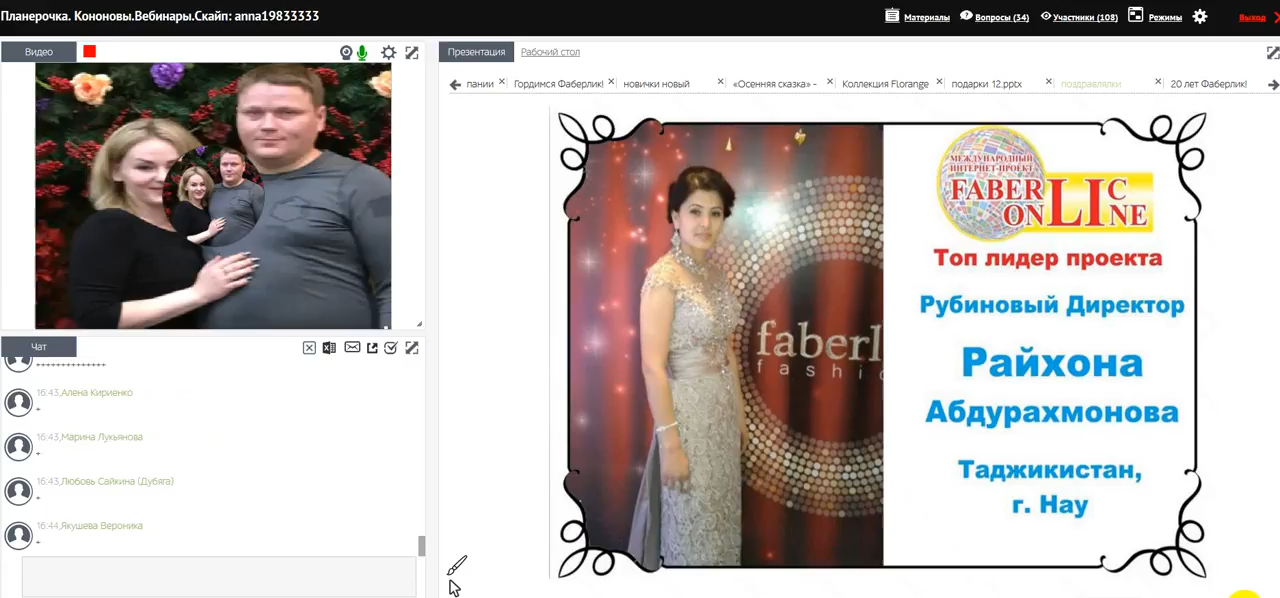 Планерочка. Кононовы.Вебинары.Скайп: anna19833333
Материалы
Вопросы (34)
Участники (108)
Режимы
Выход
Видео
Презентация
Рабочий стол
пании
Гордимся Фаберлик!
новички новый
«Осенняя сказка» -
Коллекция Florange
подарки 12.pptx
поздравлялки
20 лет Фаберлик!
Чат
++++++++++++++
16:43,Алена Кириенко
+
16:43,Марина Лукьянова
+
16:43,Любовь Сайкина (Дубяга)
+
16:44,Якушева Вероника
+
faberl
fashio
МЕЖДУНАРОДНЫЙ
ИНТЕРНЕТ-ПРОЕКТ
FABERLIC
ONLINE
Топ лидер проекта
Рубиновый Директор
Райхона
Абдурахмонова
Таджикистан,
г. Нау